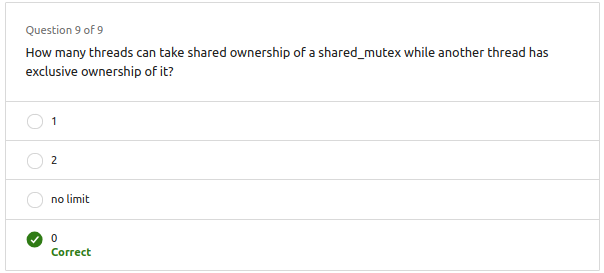 Question 9 of 9
How many threads can take shared ownership of a shared_mutex while another thread has
exclusive ownership of it?
1
2
no limit
0
Correct